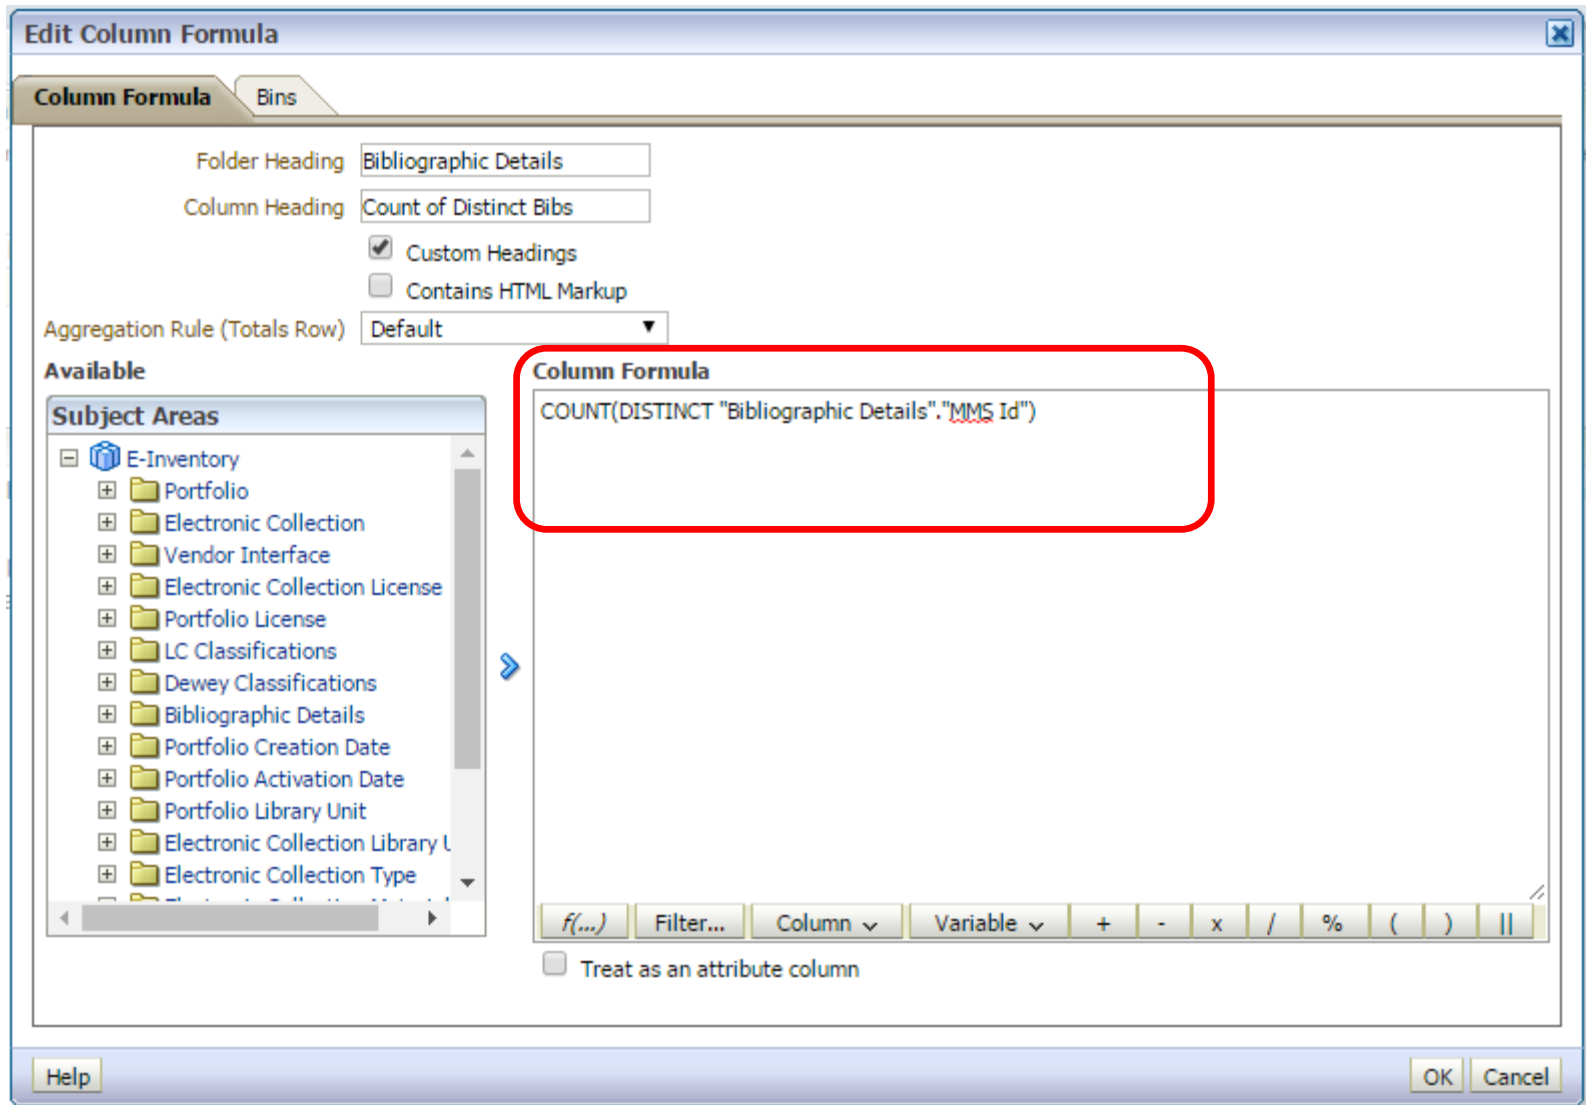 Edit Column Formula
Column Formula
Bins
Folder Heading
Bibliographic Details
Column Heading
Count of Distinct Bibs
Custom Headings
Contains HTML Markup
Aggregation Rule (Totals Row)
Default
Available
Subject Areas
E-Inventory
Portfolio
Electronic Collection
Vendor Interface
Electronic Collection License
Portfolio License
LC Classifications
Dewey Classifications
Bibliographic Details
Portfolio Creation Date
Portfolio Activation Date
Portfolio Library Unit
Electronic Collection Library
Electronic Collection Type
Column Formula
COUNT(DISTINCT "Bibliographic Details"."MMS Id")
f(...) Filter... Column Variable + - x / % ( ) ||
Treat as an attribute column
Help
OK Cancel